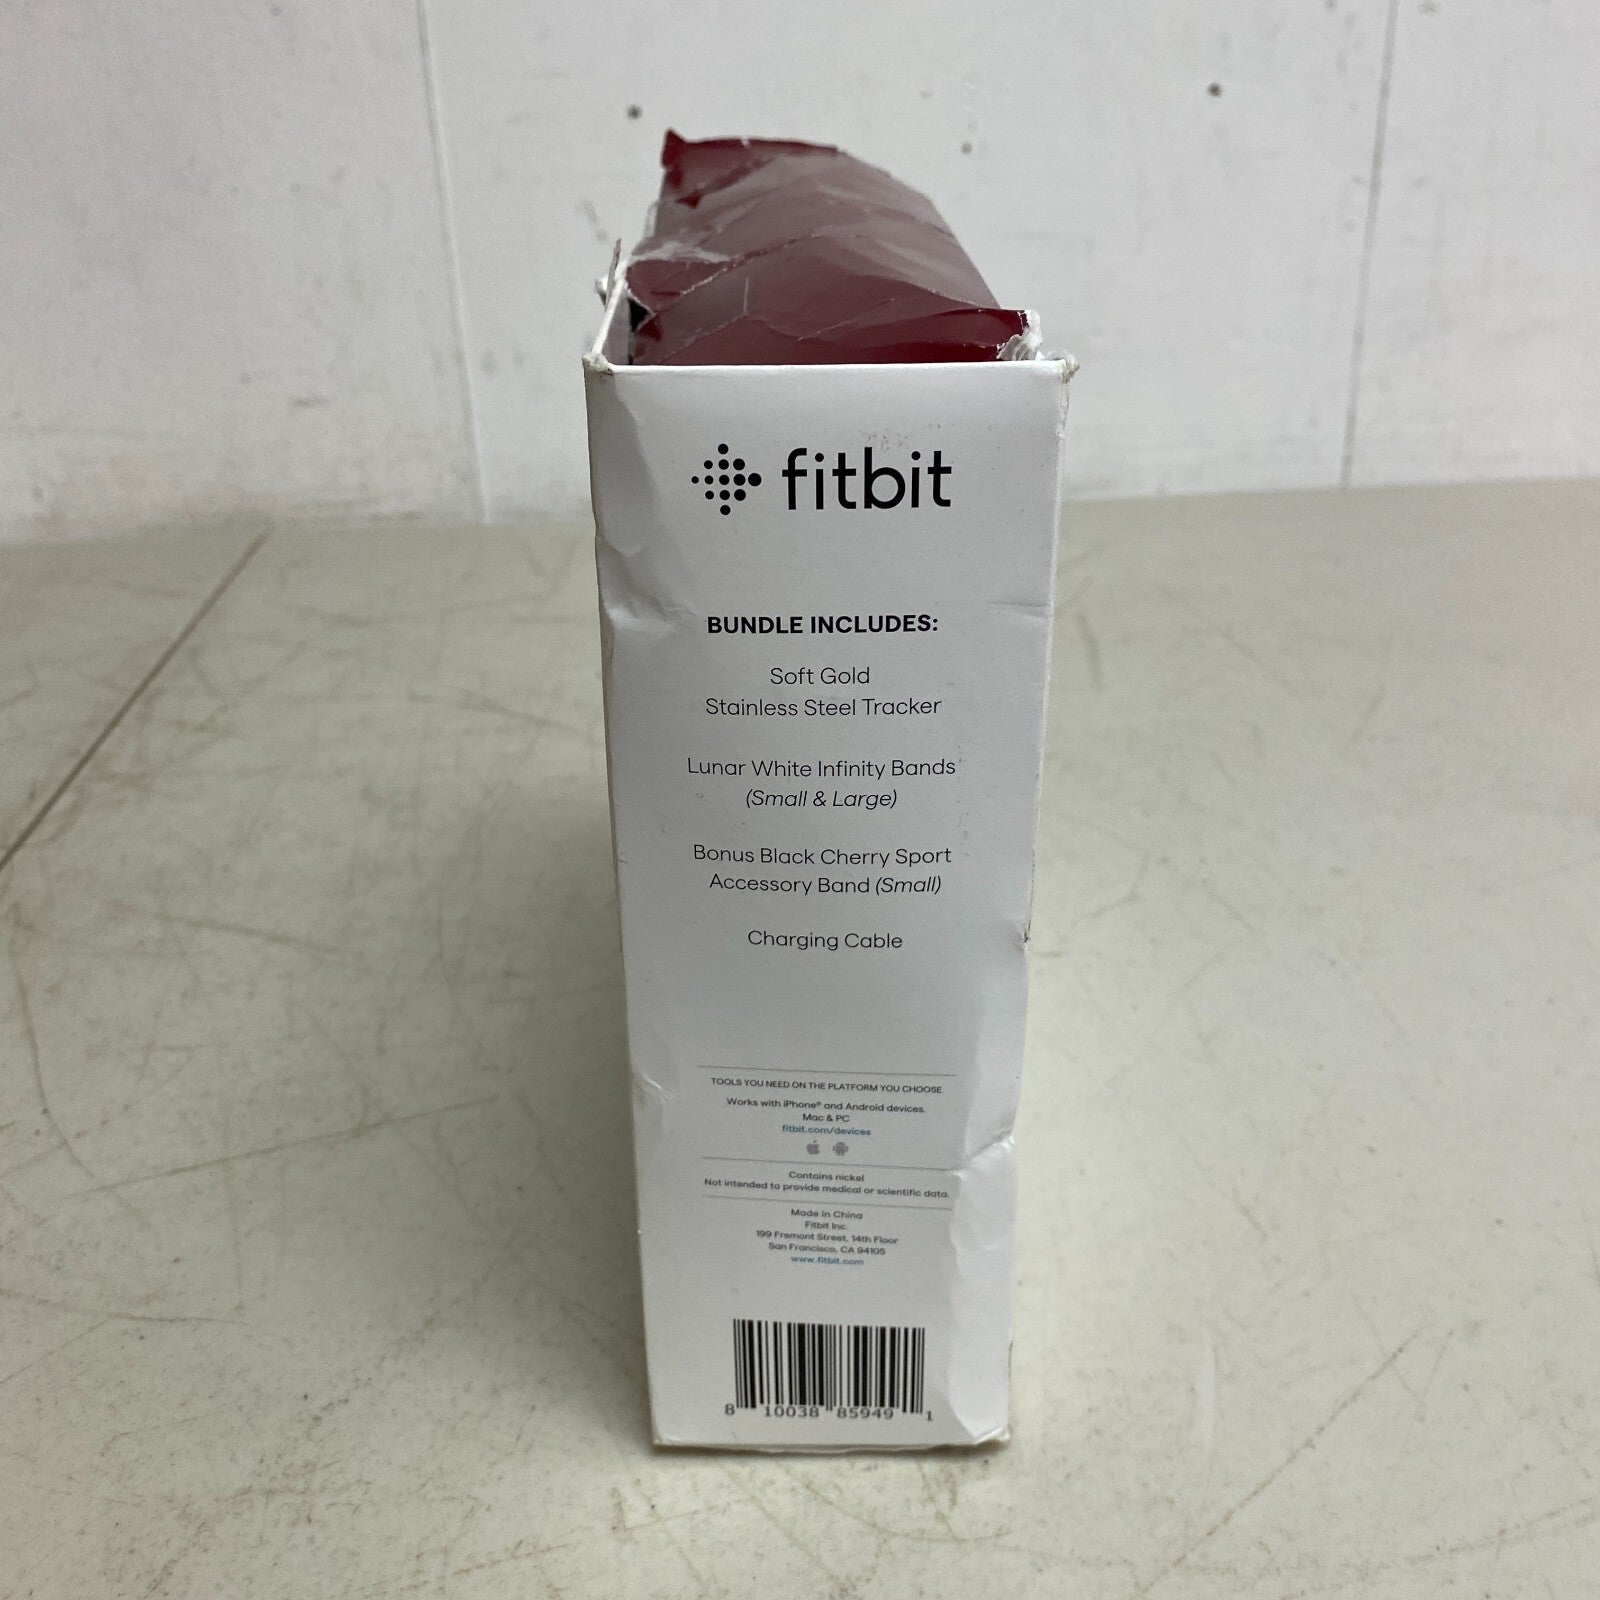 fitbit
BUNDLE INCLUDES:
Soft Gold
Stainless Steel Tracker
Lunar White Infinity Bands
(Small & Large)
Bonus Black Cherry Sport
Accessory Band (Small)
Charging Cable
TOOLS YOU NEED ON THE PLATFORM YOU CHOOSE
Works with iPhone® and Android devices.
Mac & PC
fitbit.com/devices
Contains nickel
Not intended to provide medical or scientific data.
Made in China
Fitbit Inc.
199 Fremont Street, 14th Floor
San Francisco, CA 94105
www.fitbit.com
8 10038 85949 1